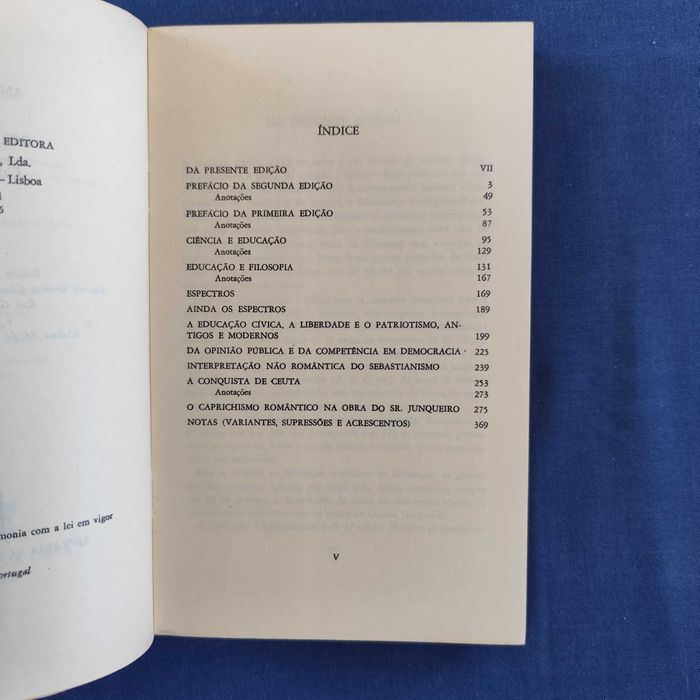 EDITORA
, Lda.
– Lisboa
monia com a lei em vigor
ortugal
ÍNDICE
DA PRESENTE EDIÇÃO VII
PREFÁCIO DA SEGUNDA EDIÇÃO 3
Anotações 49
PREFÁCIO DA PRIMEIRA EDIÇÃO 53
Anotações 87
CIÊNCIA E EDUCAÇÃO 95
Anotações 129
EDUCAÇÃO E FILOSOFIA 131
Anotações 167
ESPECTROS 169
AINDA OS ESPECTROS 189
A EDUCAÇÃO CÍVICA, A LIBERDADE E O PATRIOTISMO, AN-
TIGOS E MODERNOS 199
DA OPINIÃO PÚBLICA E DA COMPETÊNCIA EM DEMOCRACIA 225
INTERPRETAÇÃO NÃO ROMÂNTICA DO SEBASTIANISMO 239
A CONQUISTA DE CEUTA 253
Anotações 273
O CAPRICHISMO ROMÂNTICO NA OBRA DO SR. JUNQUEIRO 275
NOTAS (VARIANTES, SUPRESSÕES E ACRESCENTOS) 369
V